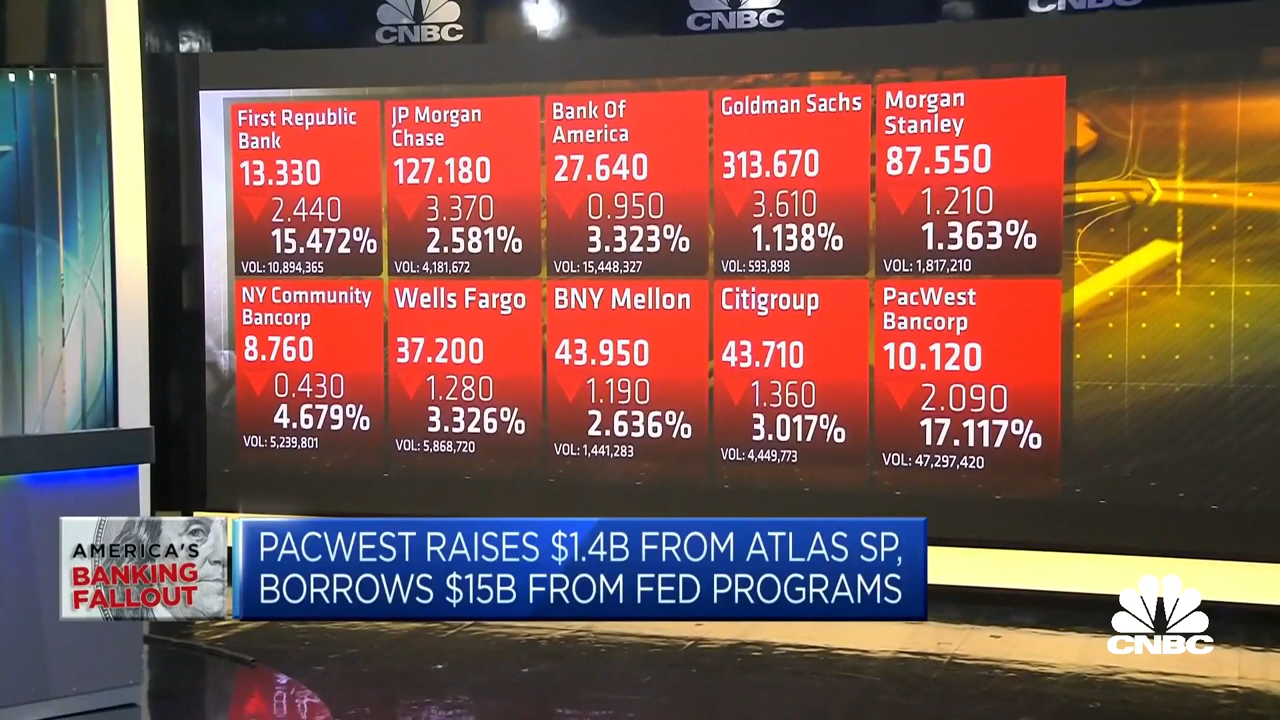 CNBC
CNBC
CNBC
First Republic
Bank
13.330
2.440
15.472%
VOL: 10,894,365
JP Morgan
Chase
127.180
3.370
2.581%
VOL: 4,181,672
Bank Of
America
27.640
0.950
3.323%
VOL: 15,448,327
Goldman Sachs
313.670
3.610
1.138%
VOL: 593,898
Morgan
Stanley
87.550
1.210
1.363%
VOL: 1,817,210
NY Community
Bancorp
8.760
0.430
4.679%
VOL: 5,239,801
Wells Fargo
37.200
1.280
3.326%
VOL: 5,868,720
BNY Mellon
43.950
1.190
2.636%
VOL: 1,441,283
Citigroup
43.710
1.360
3.017%
VOL: 4,449,773
PacWest
Bancorp
10.120
2.090
17.117%
VOL: 47,297,420
AMERICA'S
BANKING
FALLOUT
PACWEST RAISES $1.4B FROM ATLAS SP,
BORROWS $15B FROM FED PROGRAMS
CNBC